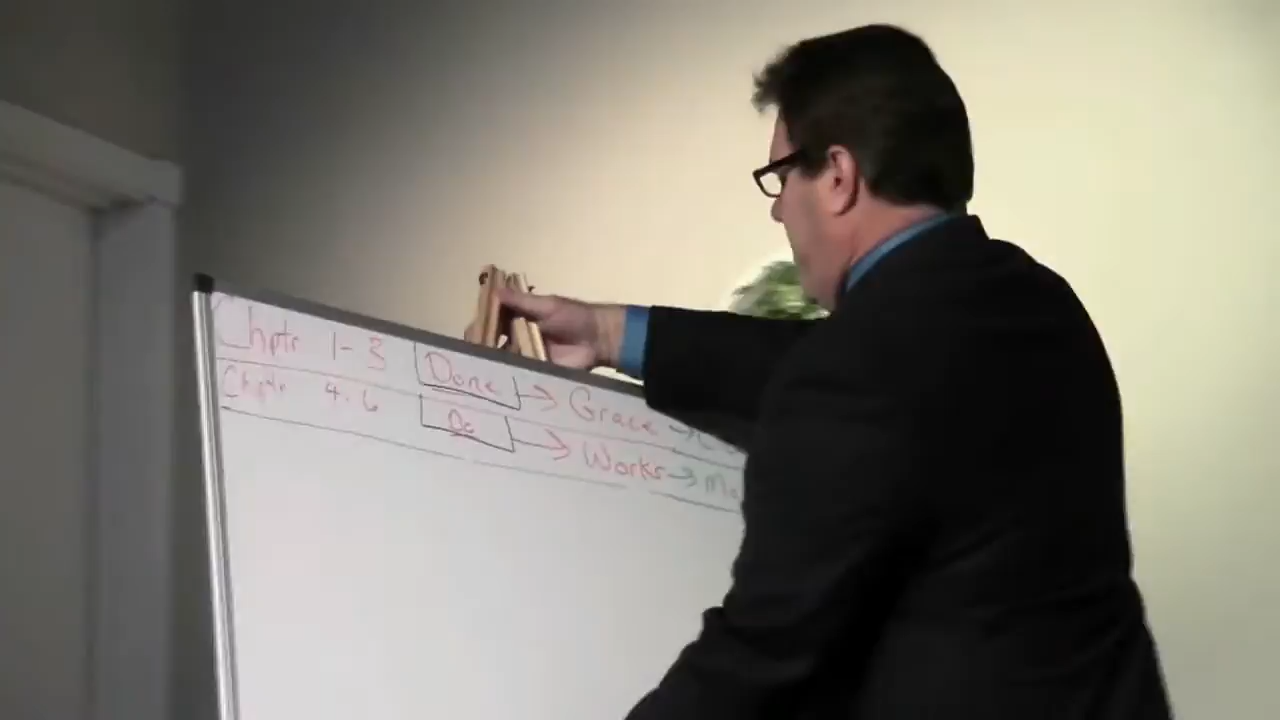 Chptr 1-3 Done → Grace →
Chptr 4-6 Do → Works →